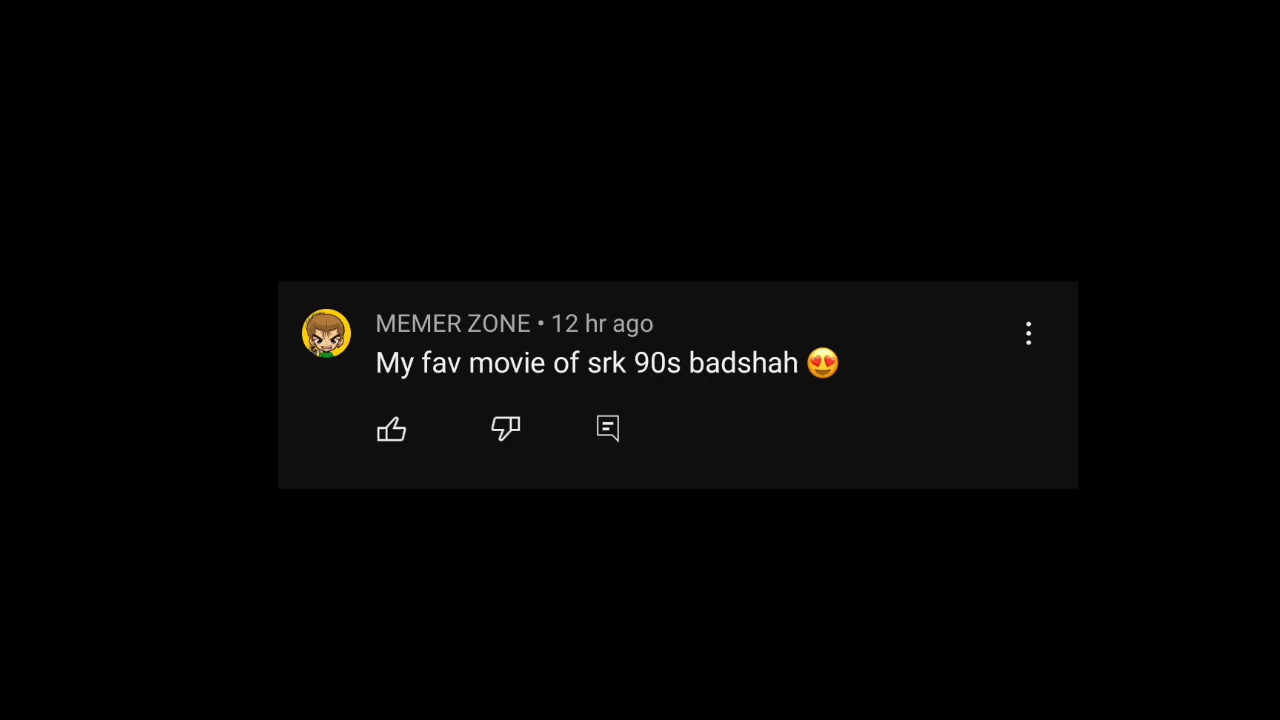 MEMER ZONE • 12 hr ago
My fav movie of srk 90s badshah 😍